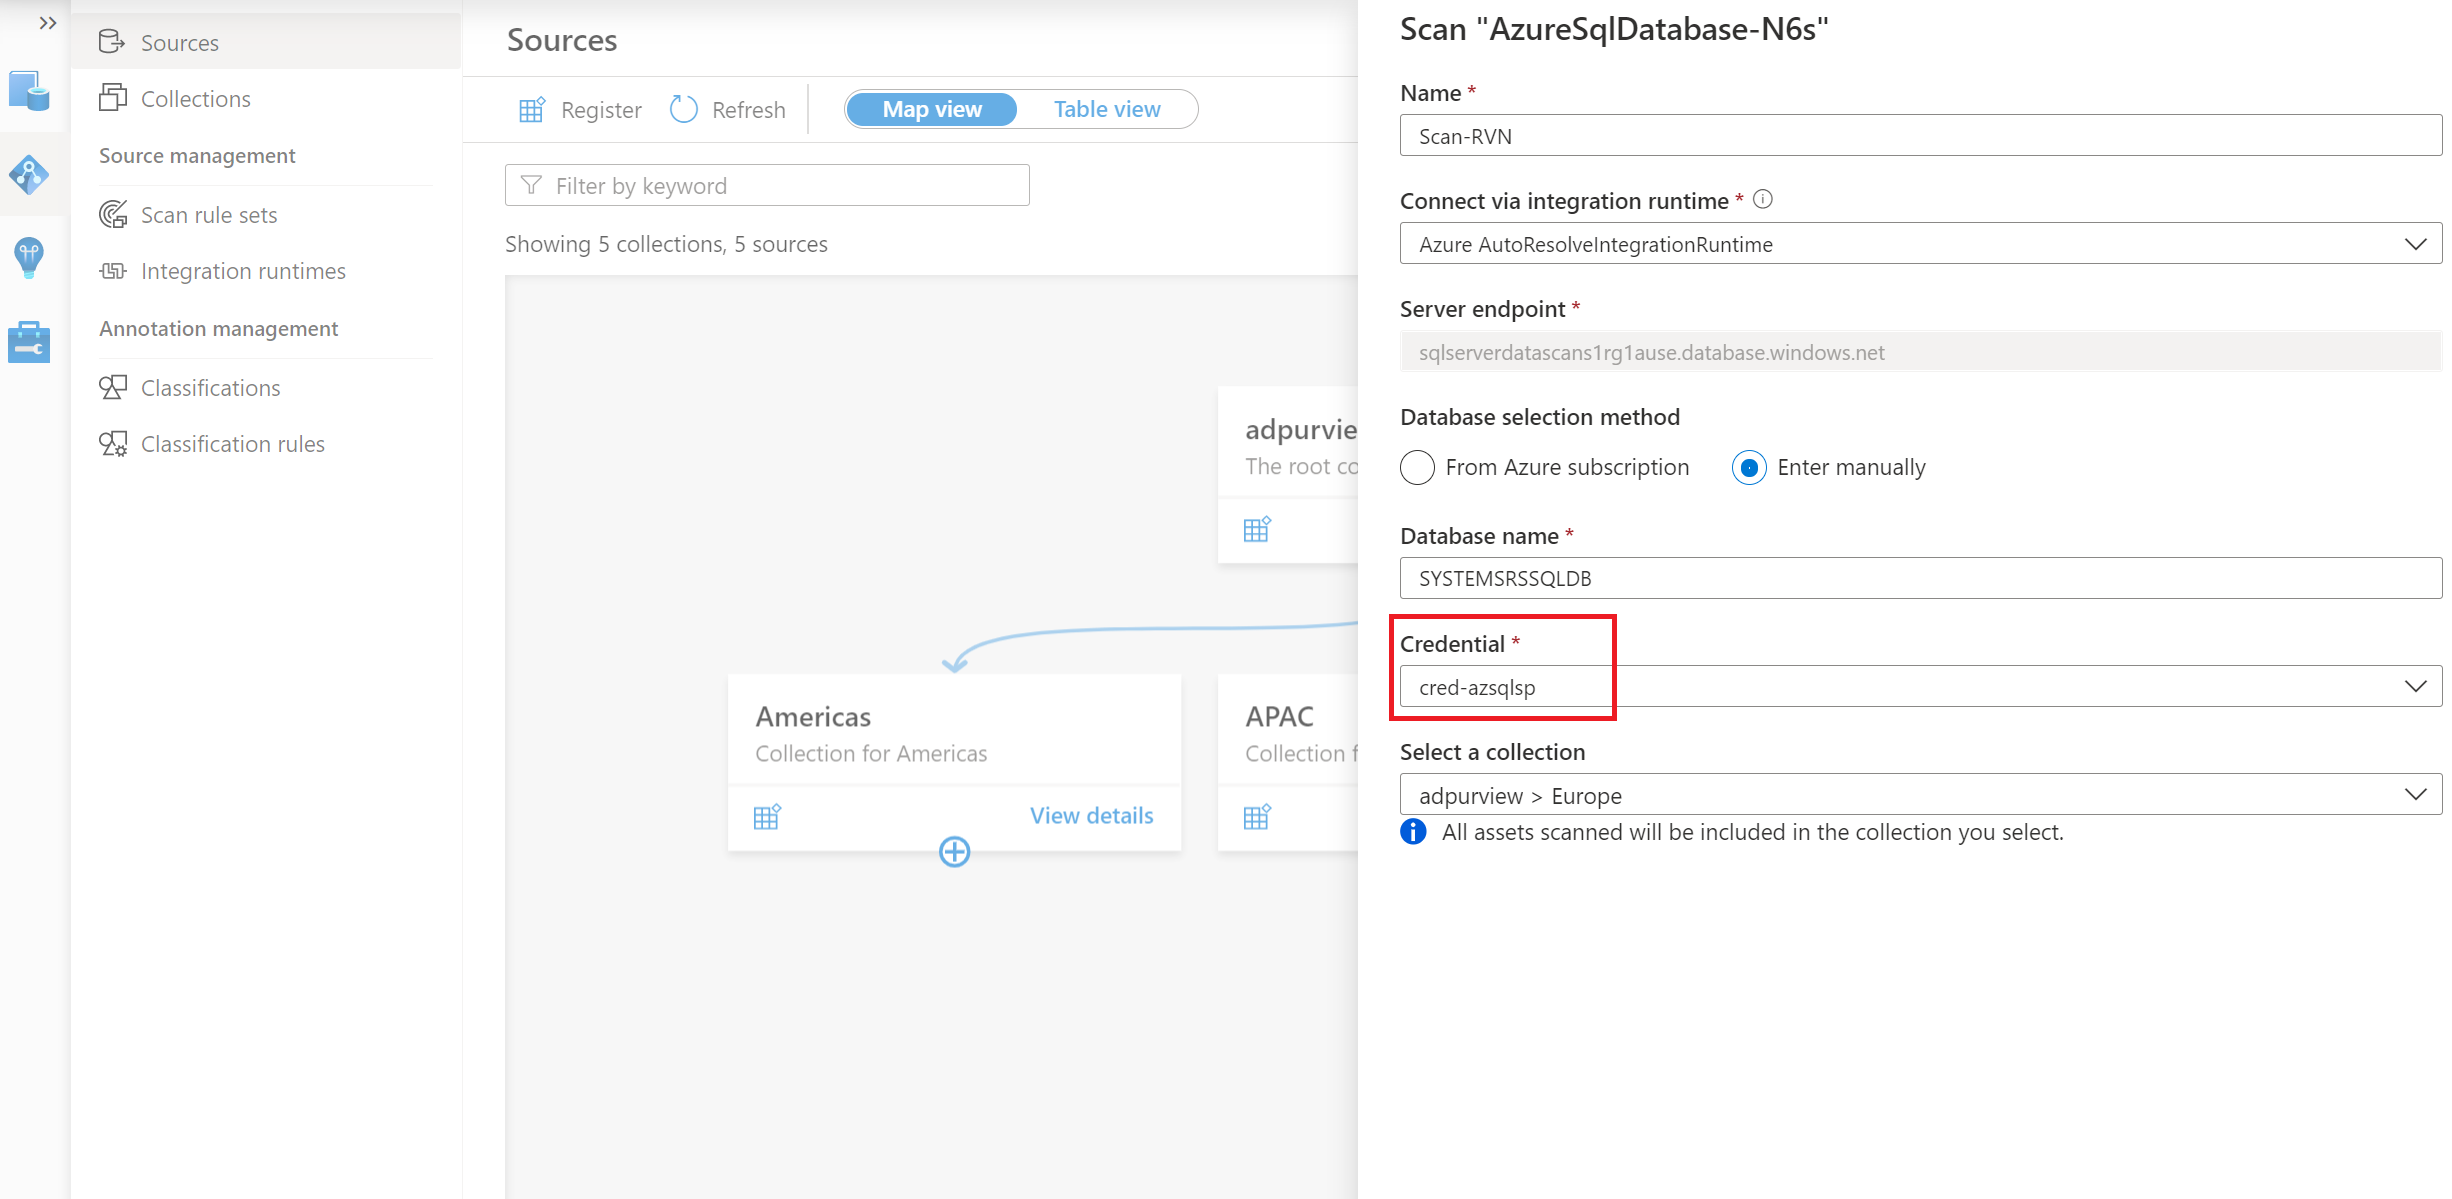 Sources
Collections
Source management
Scan rule sets
Integration runtimes
Annotation management
Classifications
Classification rules
Sources
Register
Refresh
Map view
Table view
Filter by keyword
Showing 5 collections, 5 sources
adpurvie
The root co
Americas
Collection for Americas
View details
APAC
Collection f
Scan "AzureSqlDatabase-N6s"
Name *
Scan-RVN
Connect via integration runtime *
Azure AutoResolveIntegrationRuntime
Server endpoint *
sqlserverdatascans1rg1ause.database.windows.net
Database selection method
From Azure subscription
Enter manually
Database name *
SYSTEMSRSSQLDB
Credential *
cred-azsqlsp
Select a collection
adpurview > Europe
All assets scanned will be included in the collection you select.